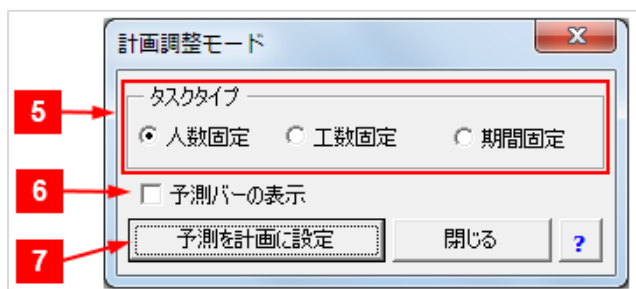 計画調整モード
x
タスクタイプ
5
人数固定 工数固定 期間固定
6
予測バーの表示
7
予測を計画に設定 閉じる ?